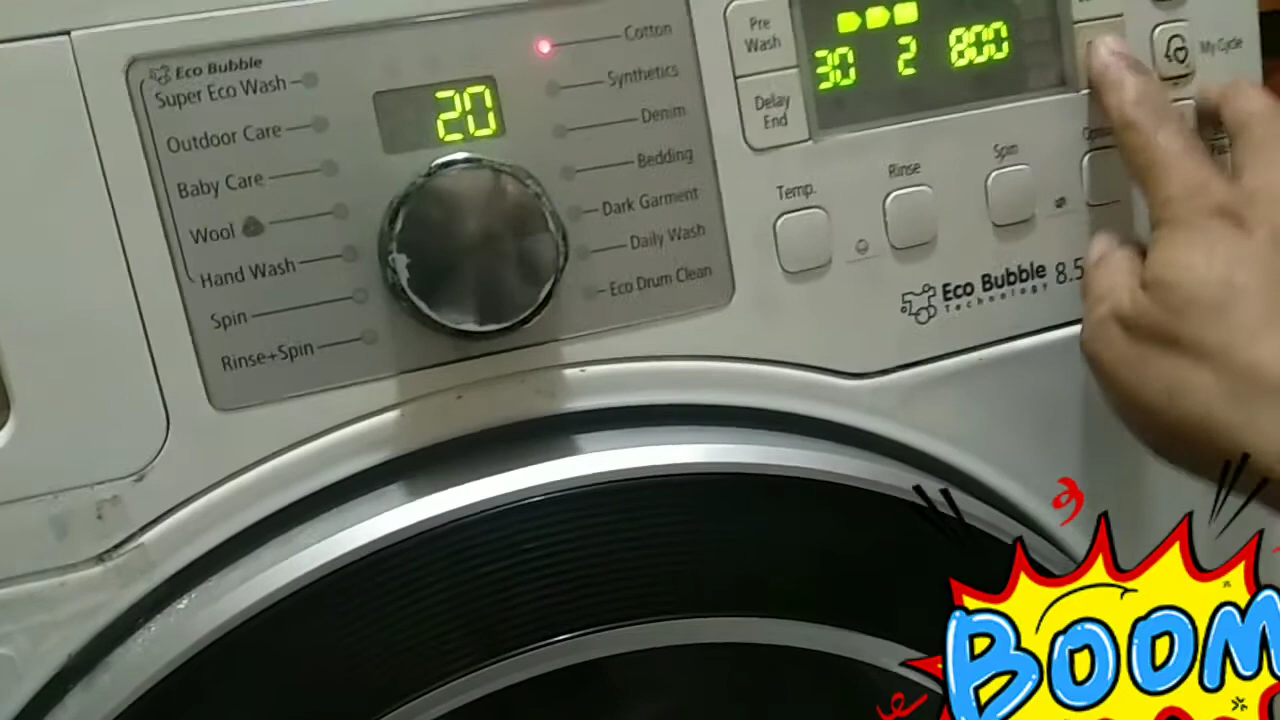 Eco Bubble
Super Eco Wash
Outdoor Care
Baby Care
Wool
Hand Wash
Spin
Rinse+Spin
20
Cotton
Synthetics
Denim
Bedding
Dark Garment
Daily Wash
Eco Drum Clean
Pre
Wash
Delay
End
30 2 800
My Cycle
Temp.
Rinse
Spin
Eco Bubble 8.5
Technology
BOOM